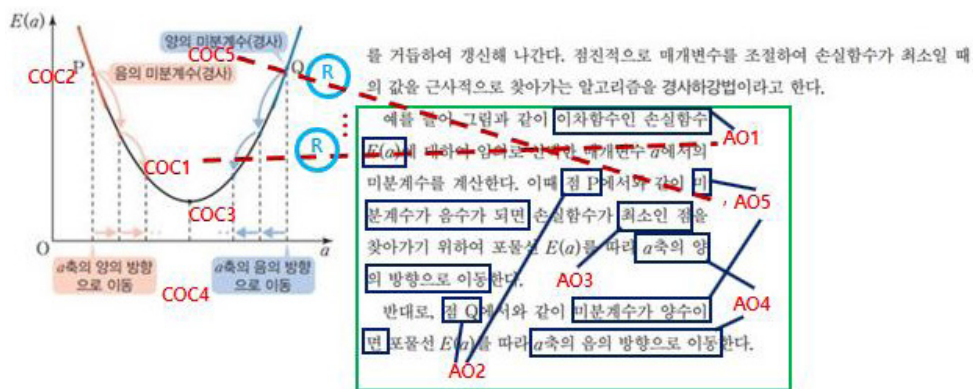 E(a)
양의 미분계수(경사)
COC5
P
Q
COC2
음의 미분계수(경사)
R
R
COC1
COC3
O
a
a축의 양의 방향
으로 이동
a축의 음의 방향
으로 이동
COC4
를 거듭하여 갱신해 나간다. 점진적으로 매개변수를 조절하여 손실함수가 최소일 때
의 값을 근사적으로 찾아가는 알고리즘을 경사하강법이라고 한다.
예를 들어 그림과 같이 이차함수인 손실함수
AO1
E(a)에 대하여 임의로 선택한 매개변수 a에서의
미분계수를 계산한다. 이때 점 P에서와 같이 미
AO5
분계수가 음수가 되면 손실함수가 최소인 점을
찾아가기 위하여 포물선 E(a)를 따라 a축의 양
의 방향으로 이동한다.
AO3
AO4
반대로, 점 Q에서와 같이 미분계수가 양수이
면 포물선 E(a)를 따라 a축의 음의 방향으로 이동한다.
AO2